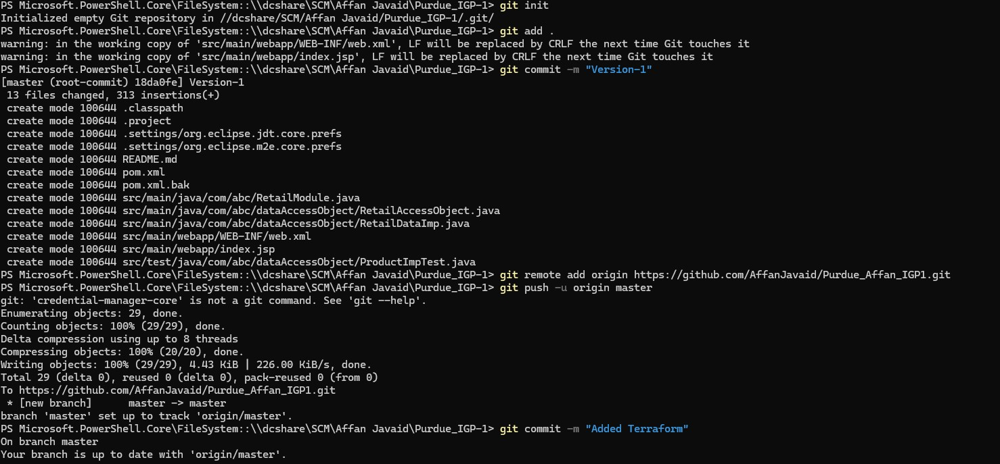 PS Microsoft.PowerShell.Core\FileSystem::\\dcshare\SCM\Affan Javaid\Purdue_IGP-1> git init
Initialized empty Git repository in //dcshare/SCM/Affan Javaid/Purdue_IGP-1/.git/
PS Microsoft.PowerShell.Core\FileSystem::\\dcshare\SCM\Affan Javaid\Purdue_IGP-1> git add .
warning: in the working copy of 'src/main/webapp/WEB-INF/web.xml', LF will be replaced by CRLF the next time Git touches it
warning: in the working copy of 'src/main/webapp/index.jsp', LF will be replaced by CRLF the next time Git touches it
PS Microsoft.PowerShell.Core\FileSystem::\\dcshare\SCM\Affan Javaid\Purdue_IGP-1> git commit -m "Version-1"
[master (root-commit) 18da0fe] Version-1
 13 files changed, 313 insertions(+)
 create mode 100644 .classpath
 create mode 100644 .project
 create mode 100644 .settings/org.eclipse.jdt.core.prefs
 create mode 100644 .settings/org.eclipse.m2e.core.prefs
 create mode 100644 README.md
 create mode 100644 pom.xml
 create mode 100644 pom.xml.bak
 create mode 100644 src/main/java/com/abc/RetailModule.java
 create mode 100644 src/main/java/com/abc/dataAccessObject/RetailAccessObject.java
 create mode 100644 src/main/java/com/abc/dataAccessObject/RetailDataImp.java
 create mode 100644 src/main/webapp/WEB-INF/web.xml
 create mode 100644 src/main/webapp/index.jsp
 create mode 100644 src/test/java/com/abc/dataAccessObject/ProductImpTest.java
PS Microsoft.PowerShell.Core\FileSystem::\\dcshare\SCM\Affan Javaid\Purdue_IGP-1> git remote add origin https://github.com/AffanJavaid/Purdue_Affan_IGP1.git
PS Microsoft.PowerShell.Core\FileSystem::\\dcshare\SCM\Affan Javaid\Purdue_IGP-1> git push -u origin master
git: 'credential-manager-core' is not a git command. See 'git --help'.
Enumerating objects: 29, done.
Counting objects: 100% (29/29), done.
Delta compression using up to 8 threads
Compressing objects: 100% (20/20), done.
Writing objects: 100% (29/29), 4.43 KiB | 226.00 KiB/s, done.
Total 29 (delta 0), reused 0 (delta 0), pack-reused 0 (from 0)
To https://github.com/AffanJavaid/Purdue_Affan_IGP1.git
 * [new branch]      master -> master
branch 'master' set up to track 'origin/master'.
PS Microsoft.PowerShell.Core\FileSystem::\\dcshare\SCM\Affan Javaid\Purdue_IGP-1> git commit -m "Added Terraform"
On branch master
Your branch is up to date with 'origin/master'.